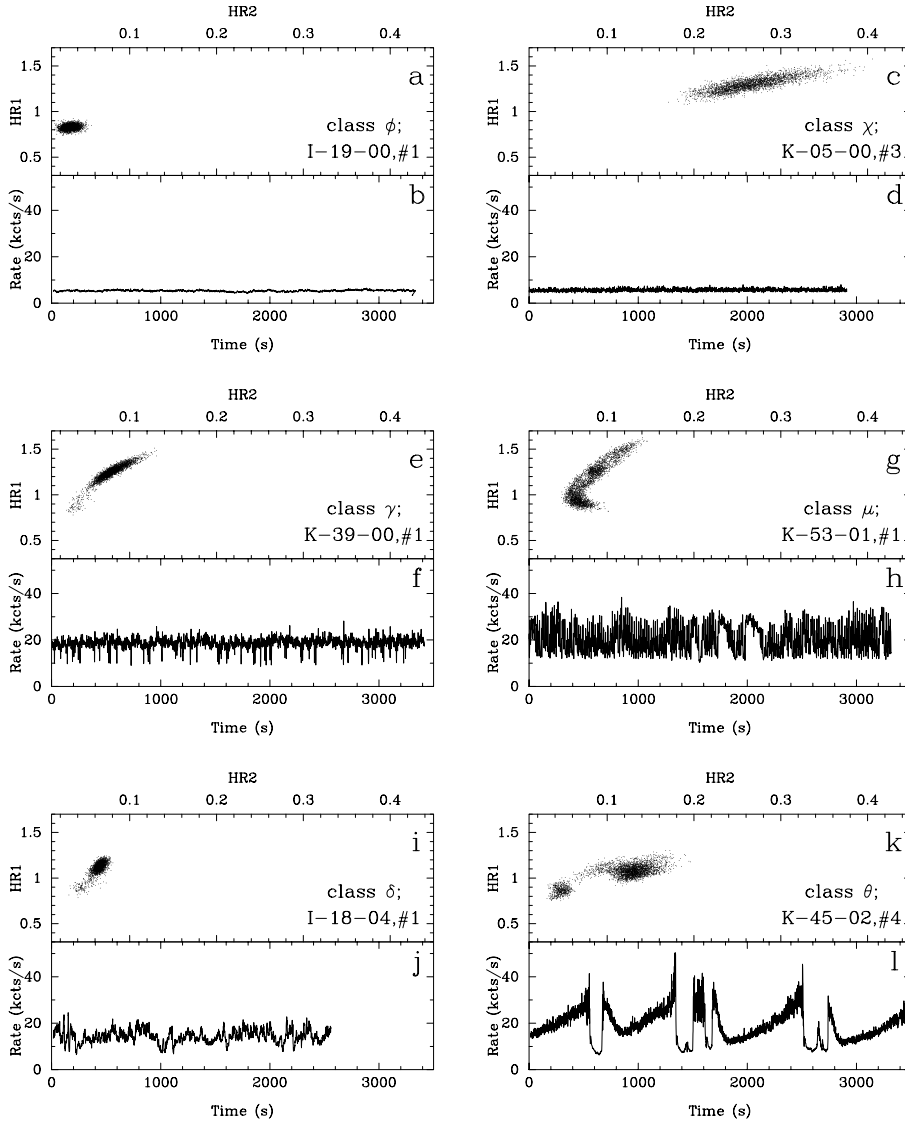 HR2
0.1 0.2 0.3 0.4
HR1
1.5
1
0.5
a
class φ;
I−19−00,#1
Rate (kcts/s)
40
20
0
b
0 1000 2000 3000
Time (s)
HR2
0.1 0.2 0.3 0.4
HR1
1.5
1
0.5
c
class χ;
K−05−00,#3
Rate (kcts/s)
40
20
0
d
0 1000 2000 3000
Time (s)
HR2
0.1 0.2 0.3 0.4
HR1
1.5
1
0.5
e
class γ;
K−39−00,#1
Rate (kcts/s)
40
20
0
f
0 1000 2000 3000
Time (s)
HR2
0.1 0.2 0.3 0.4
HR1
1.5
1
0.5
g
class μ;
K−53−01,#1
Rate (kcts/s)
40
20
0
h
0 1000 2000 3000
Time (s)
HR2
0.1 0.2 0.3 0.4
HR1
1.5
1
0.5
i
class δ;
I−18−04,#1
Rate (kcts/s)
40
20
0
j
0 1000 2000 3000
Time (s)
HR2
0.1 0.2 0.3 0.4
HR1
1.5
1
0.5
k
class θ;
K−45−02,#4
Rate (kcts/s)
40
20
0
l
0 1000 2000 3000
Time (s)